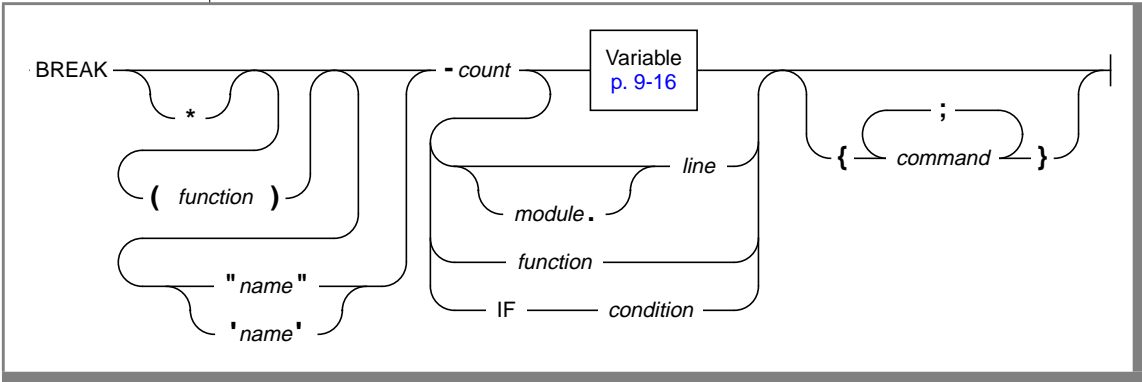 BREAK
*
( function )
"name"
'name'
-count
Variable
p. 9-16
module.
line
function
IF condition
;
{ command }